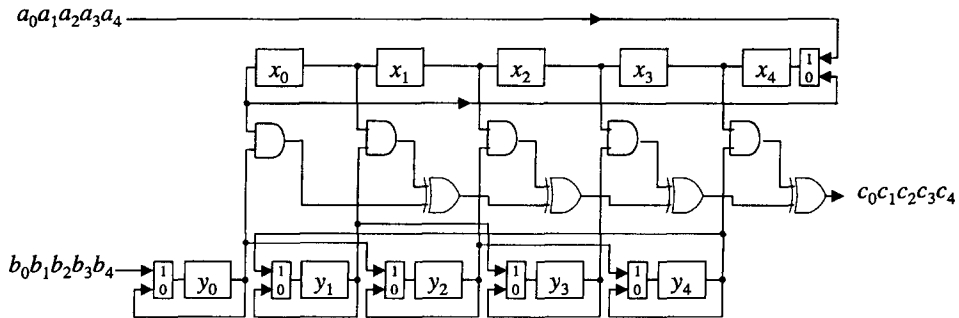 a₀a₁a₂a₃a₄
x₀ x₁ x₂ x₃ x₄ 1
0
c₀c₁c₂c₃c₄
b₀b₁b₂b₃b₄ 1 y₀ 1 y₁ 1 y₂ 1 y₃ 1 y₄
0 0 0 0 0